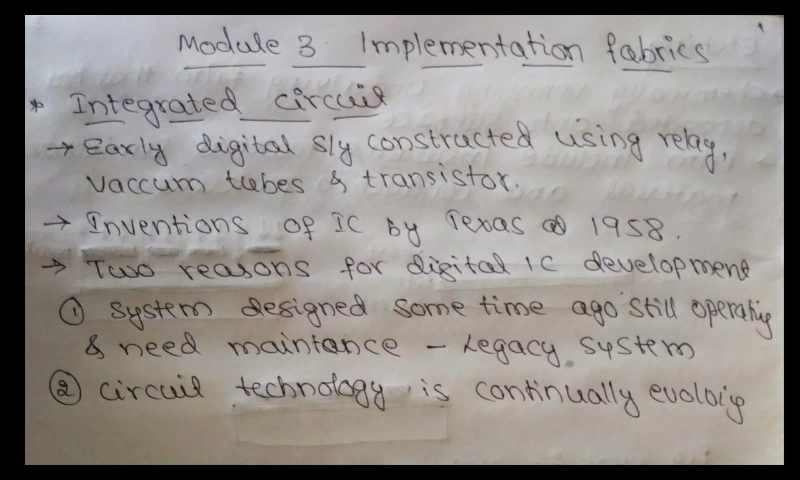 Module 3 Implementation fabrics
* Integrated circuit
→ Early digital s/y constructed using relay,
vaccum tubes & transistor.
→ Inventions of IC by Texas @ 1958.
→ Two reasons for digital IC development
① system designed some time ago still operatig
& need maintance - Legacy system
② circuit technology is continually evolvig